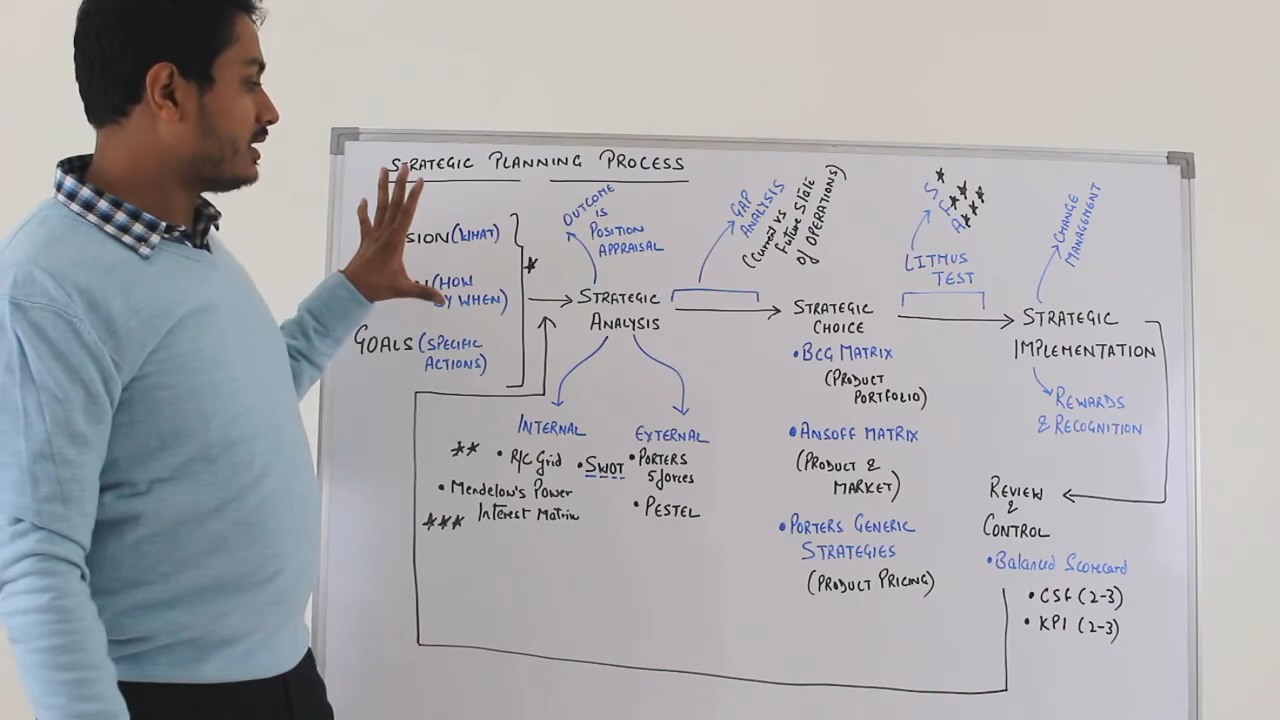 STRATEGIC PLANNING PROCESS
SION (WHAT)
(HOW
BY WHEN)
GOALS (SPECIFIC
ACTIONS)
OUTCOME
IS
POSITION
APPRAISAL
STRATEGIC
ANALYSIS
GAP
ANALYSIS
(Current vs
Future State
of OPERATIONS)
INTERNAL
• R/C Grid
• Mendelow's Power
Interest Matrix
• SWOT
EXTERNAL
• PORTERS
5 forces
• PESTEL
STRATEGIC
CHOICE
• BCG MATRIX
(PRODUCT
PORTFOLIO)
• ANSOFF MATRIX
(PRODUCT &
MARKET)
• PORTERS GENERIC
STRATEGIES
(PRODUCT PRICING)
S
F
A
LITMUS
TEST
CHANGE
MANAGEMENT
STRATEGIC
IMPLEMENTATION
REWARDS
& RECOGNITION
REVIEW
&
CONTROL
• Balanced Scorecard
• CSF (2-3)
• KPI (2-3)